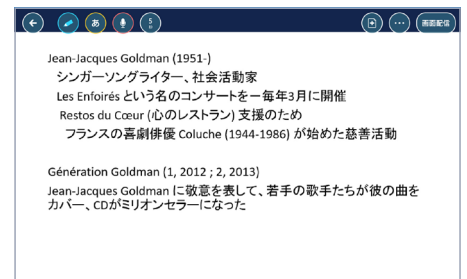 あ
5
画面配信
Jean-Jacques Goldman (1951-)
シンガーソングライター、社会活動家
Les Enfoirés という名のコンサートをー毎年3月に開催
Restos du Cœur (心のレストラン) 支援のため
フランスの喜劇俳優 Coluche (1944-1986) が始めた慈善活動
Génération Goldman (1, 2012 ; 2, 2013)
Jean-Jacques Goldman に敬意を表して、若手の歌手たちが彼の曲を
カバー、CDがミリオンセラーになった